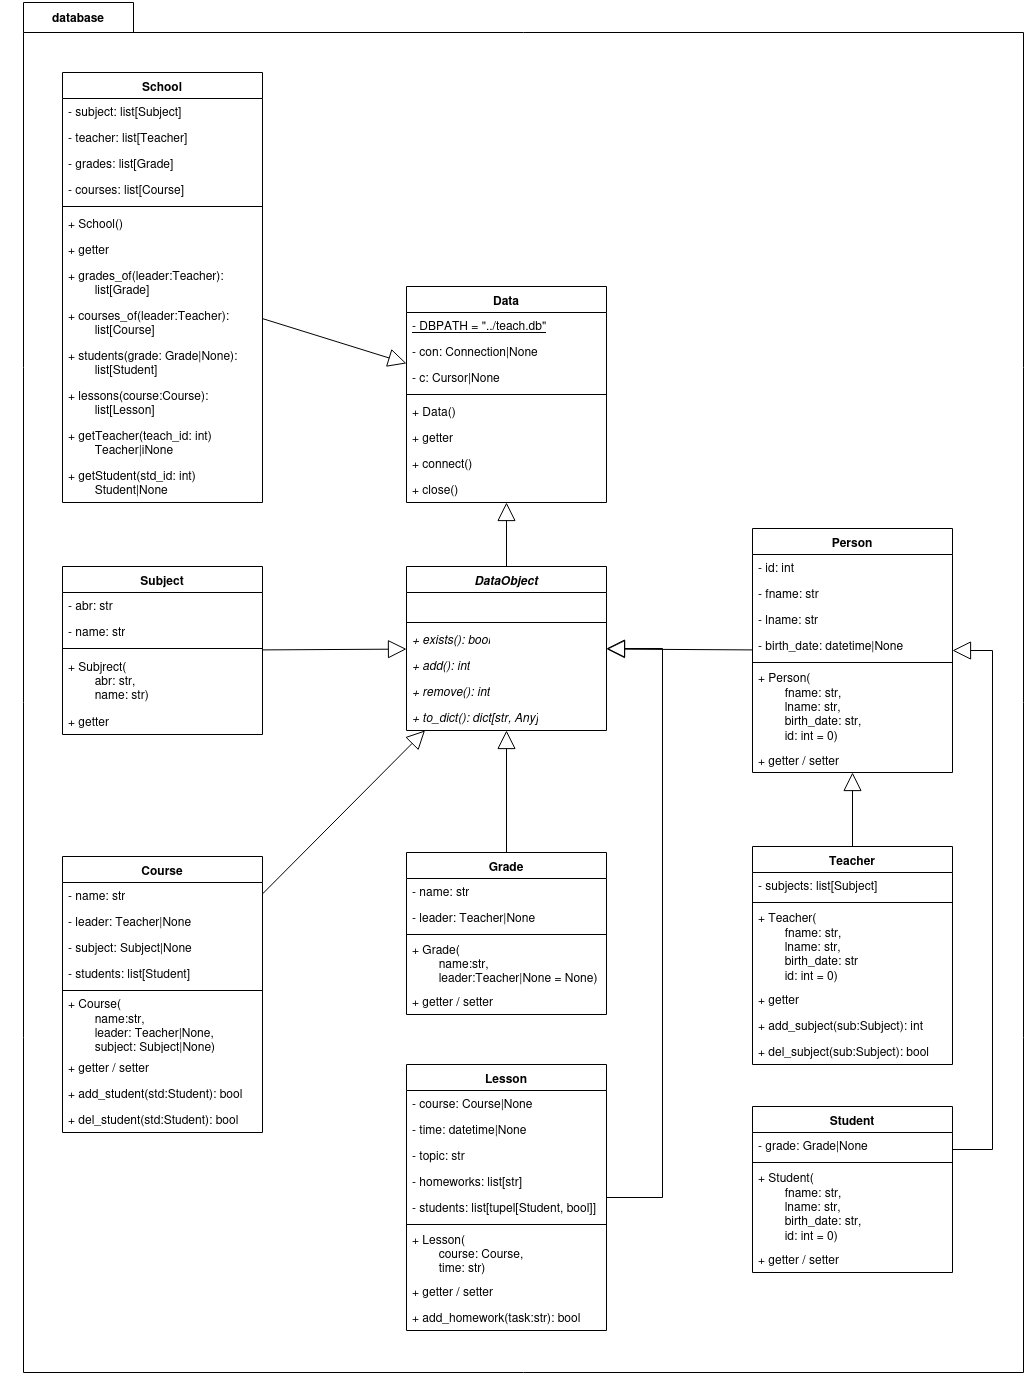 database
School
- subject: list[Subject]
- teacher: list[Teacher]
- grades: list[Grade]
- courses: list[Course]
+ School()
+ getter
+ grades_of(leader:Teacher):
list[Grade]
+ courses_of(leader:Teacher):
list[Course]
+ students(grade: Grade|None):
list[Student]
+ lessons(course:Course):
list[Lesson]
+ getTeacher(teach_id: int)
Teacher|iNone
+ getStudent(std_id: int)
Student|None
Data
- DBPATH = "../teach.db"
- con: Connection|None
- c: Cursor|None
+ Data()
+ getter
+ connect()
+ close()
Subject
- abr: str
- name: str
+ Subjrect(
abr: str,
name: str)
+ getter
DataObject
+ exists(): bool
+ add(): int
+ remove(): int
+ to_dict(): dict[str, Any]
Person
- id: int
- fname: str
- lname: str
- birth_date: datetime|None
+ Person(
fname: str,
lname: str,
birth_date: str,
id: int = 0)
+ getter / setter
Course
- name: str
- leader: Teacher|None
- subject: Subject|None
- students: list[Student]
+ Course(
name:str,
leader: Teacher|None,
subject: Subject|None)
+ getter / setter
+ add_student(std:Student): bool
+ del_student(std:Student): bool
Grade
- name: str
- leader: Teacher|None
+ Grade(
name:str,
leader:Teacher|None = None)
+ getter / setter
Teacher
- subjects: list[Subject]
+ Teacher(
fname: str,
lname: str,
birth_date: str
id: int = 0)
+ getter
+ add_subject(sub:Subject): int
+ del_subject(sub:Subject): bool
Lesson
- course: Course|None
- time: datetime|None
- topic: str
- homeworks: list[str]
- students: list[tupel[Student, bool]]
+ Lesson(
course: Course,
time: str)
+ getter / setter
+ add_homework(task:str): bool
Student
- grade: Grade|None
+ Student(
fname: str,
lname: str,
birth_date: str,
id: int = 0)
+ getter / setter